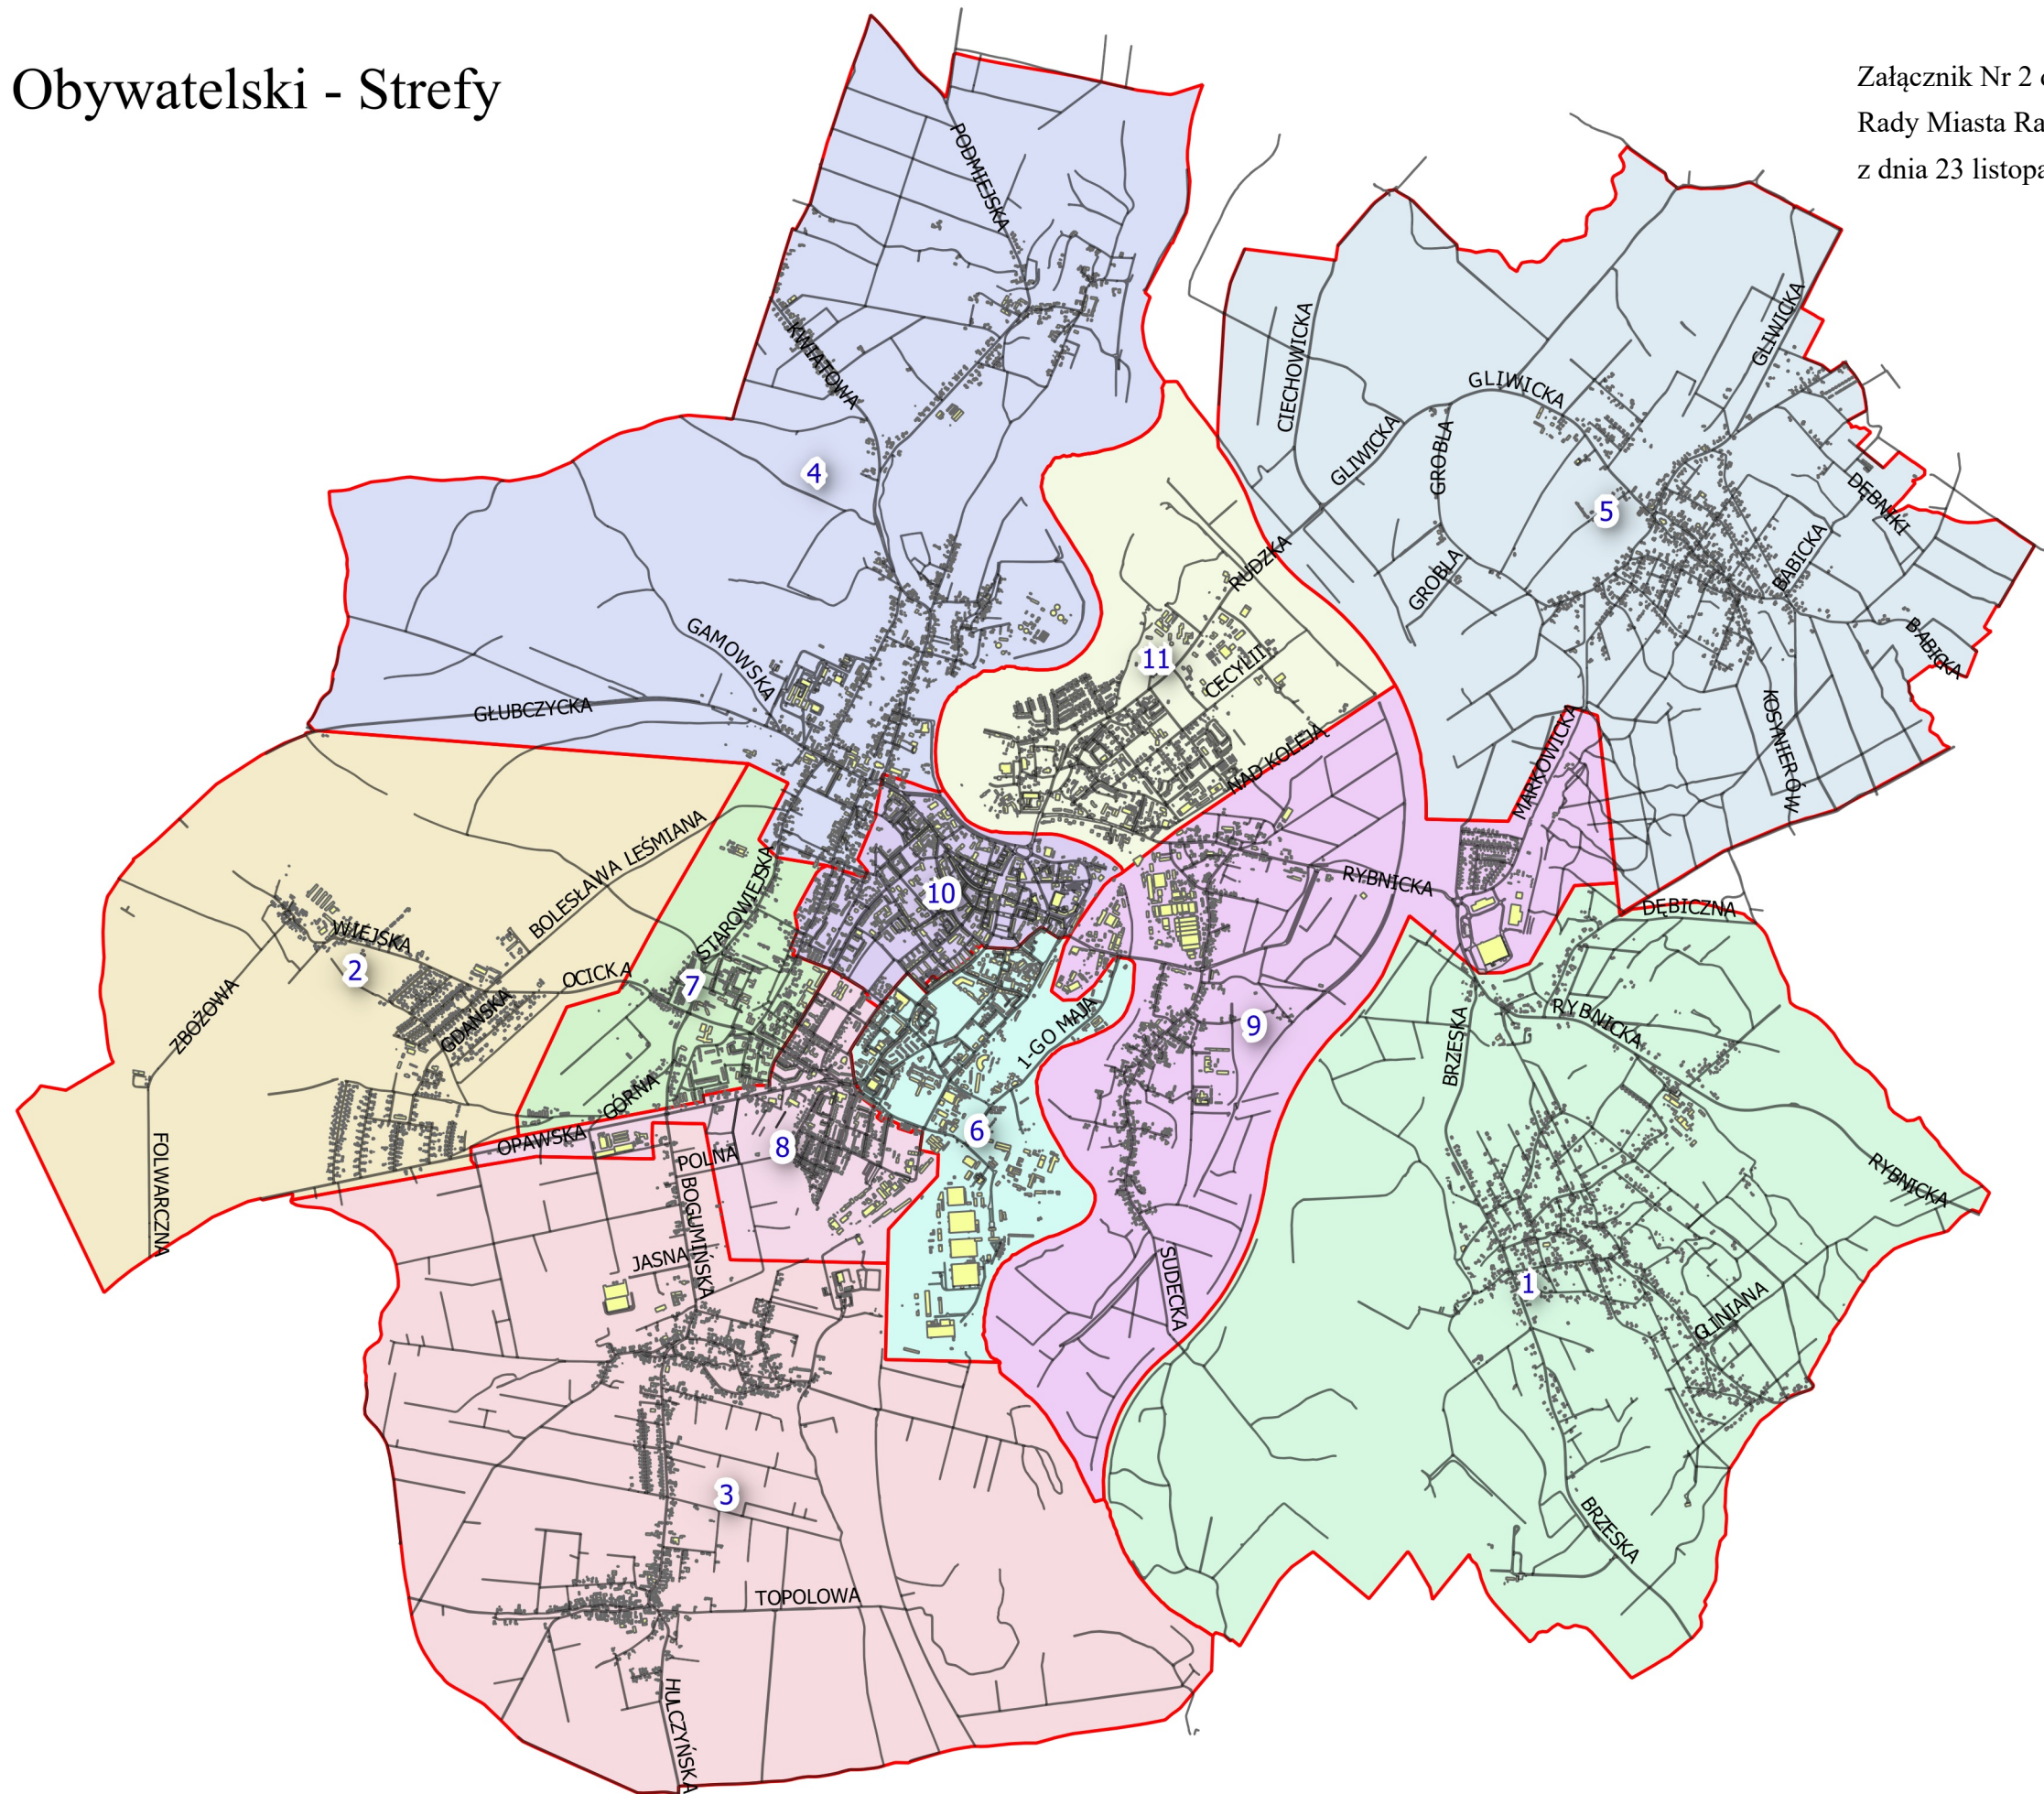 Obywatelski - Strefy
Załącznik Nr 2
Rady Miasta Ra
z dnia 23 listopa
PODMIEJSKA
KWIATOWA
CIECHOWICKA
GLIWICKA
GLIWICKA
GLIWICKA
GROBLA
4
5
DĘBNIKI
RUDZKA
GROBLA
BABICKA
BABICKA
GAMOWSKA
11
CECYLII
GŁUBCZYCKA
NAD KOLEJĄ
MARKOWICKA
KOSYNIERÓW
BOLESŁAWA LEŚMIANA
STAROWIEJSKA
10
RYBNICKA
DĘBICZNA
WIEJSKA
2
OCICKA
7
ZBOŻOWA
GDAŃSKA
1-GO MAJA
9
BRZESKA
RYBNICKA
GÓRNA
OPAWSKA
8
6
POLNA
FOLWARCZNA
BOGUMIŃSKA
RYBNICKA
JASNA
SUDECKA
1
GLINIANA
3
BRZESKA
TOPOLOWA
HULCZYŃSKA